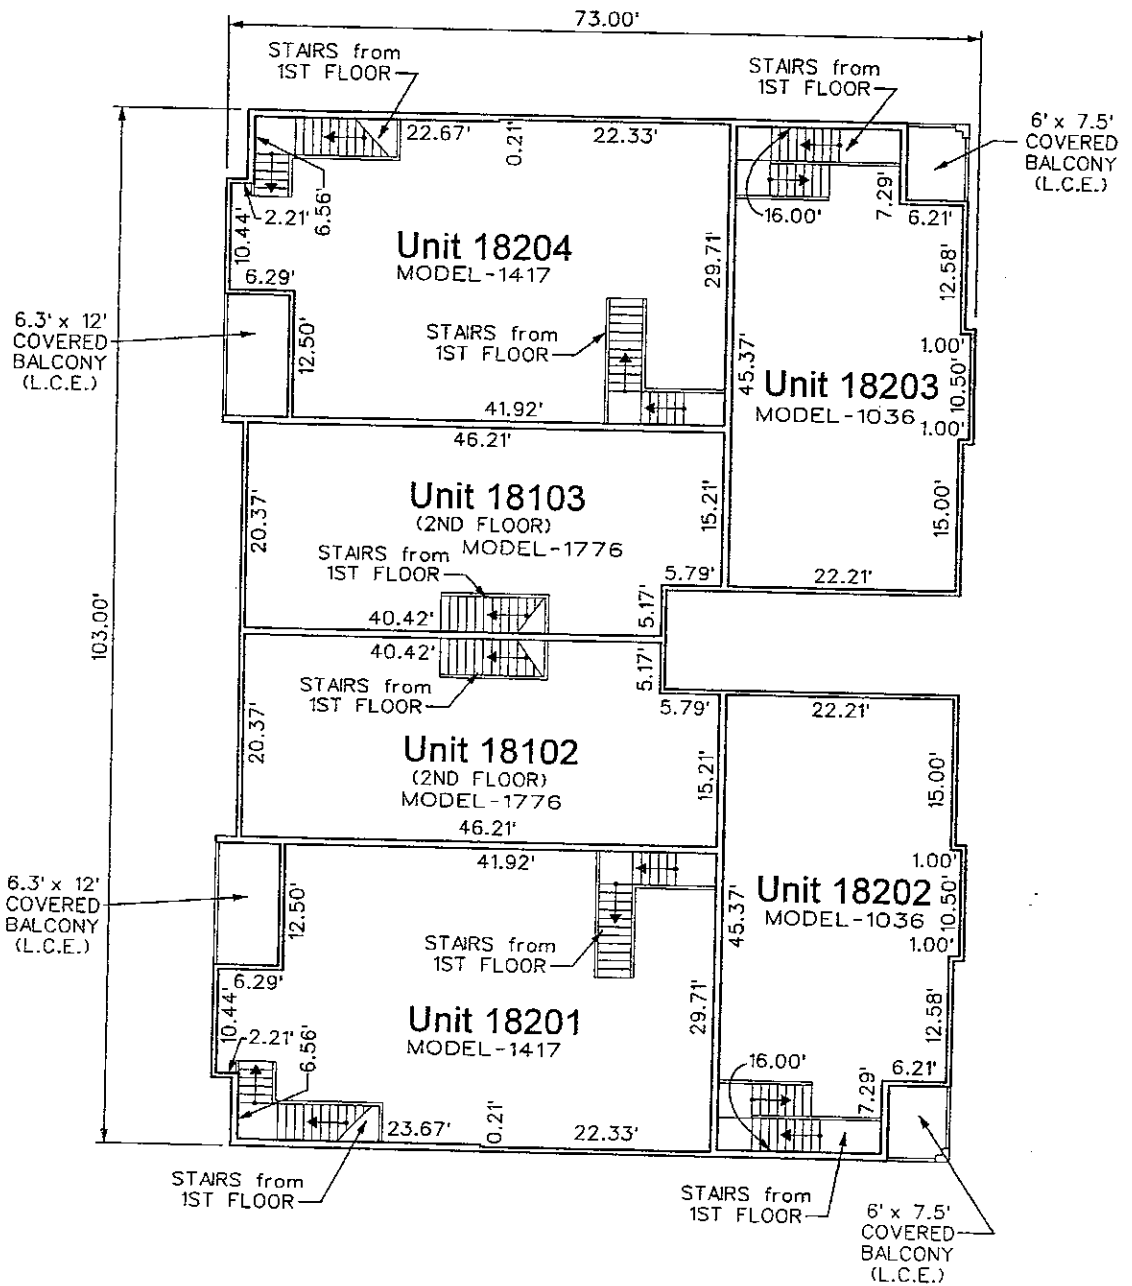 73.00'
STAIRS from
1ST FLOOR
STAIRS from
1ST FLOOR
6' x 7.5'
COVERED
BALCONY
(L.C.E.)
22.67'
0.21'
22.33'
16.00'
7.29'
6.21'
2.21'
6.56'
10.44'
6.29'
Unit 18204
MODEL-1417
29.71'
12.58'
6.3' x 12'
COVERED
BALCONY
(L.C.E.)
12.50'
STAIRS from
1ST FLOOR
45.37'
1.00'
Unit 18203
MODEL-1036
10.50'
1.00'
41.92'
46.21'
Unit 18103
(2ND FLOOR)
MODEL-1776
20.37'
15.21'
15.00'
STAIRS from
1ST FLOOR
5.79'
22.21'
40.42'
5.17'
103.00'
40.42'
5.17'
STAIRS from
1ST FLOOR
5.79'
22.21'
20.37'
Unit 18102
(2ND FLOOR)
MODEL-1776
15.21'
15.00'
46.21'
41.92'
1.00'
6.3' x 12'
COVERED
BALCONY
(L.C.E.)
12.50'
Unit 18202
MODEL-1036
45.37'
10.50'
1.00'
STAIRS from
1ST FLOOR
6.29'
10.44'
Unit 18201
MODEL-1417
29.71'
12.58'
2.21'
6.56'
16.00'
7.29'
6.21'
23.67'
0.21'
22.33'
STAIRS from
1ST FLOOR
STAIRS from
1ST FLOOR
6' x 7.5'
COVERED
BALCONY
(L.C.E.)